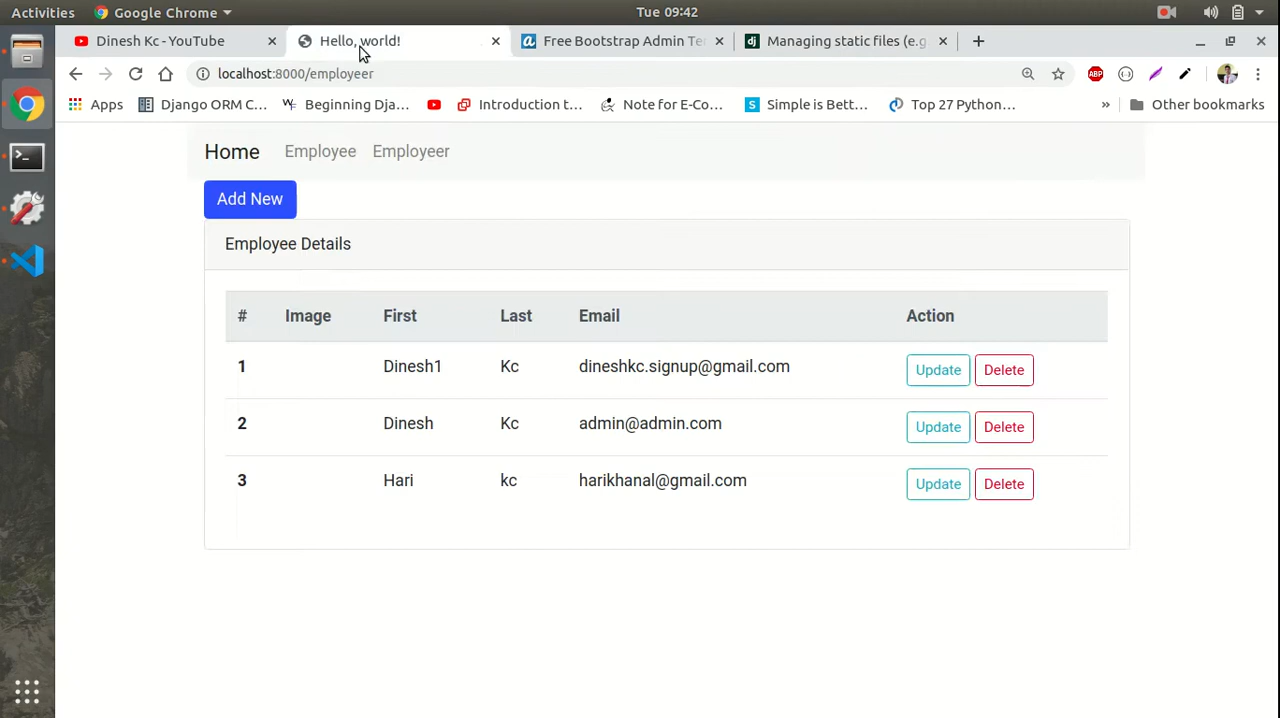 Activities Google Chrome Tue 09:42
Dinesh Kc - YouTube Hello, world! Free Bootstrap Admin Te Managing static files (e.g
localhost:8000/employeer ABP
Apps Django ORM C... Beginning Dja... Introduction t... Note for E-Co... Simple is Bett... Top 27 Python... » Other bookmarks
Home Employee Employeer
Add New
Employee Details
# Image First Last Email Action
1 Dinesh1 Kc dineshkc.signup@gmail.com Update Delete
2 Dinesh Kc admin@admin.com Update Delete
3 Hari kc harikhanal@gmail.com Update Delete